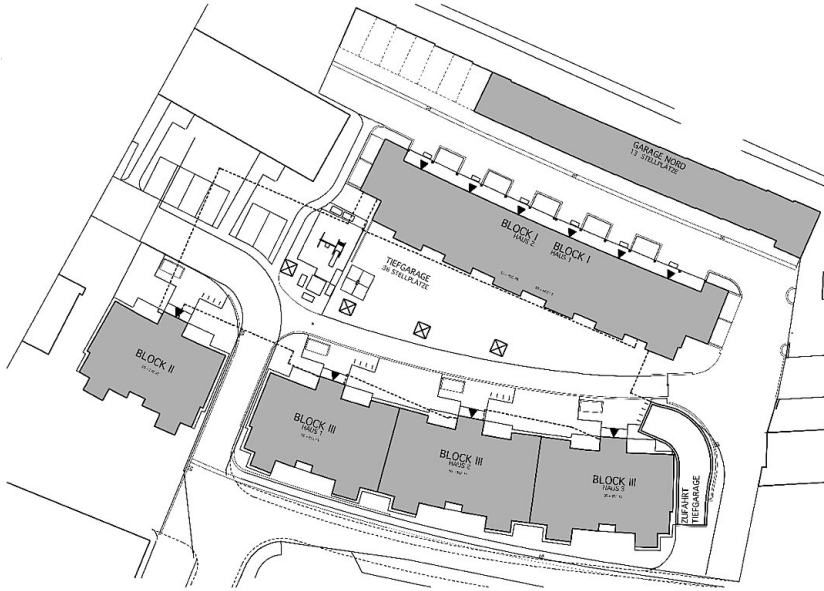 GARAGE NORD
13 STELLPLÄTZE
BLOCK I
HAUS 2
BLOCK I
HAUS 1
TIEFGARAGE
36 STELLPLÄTZE
BLOCK II
BLOCK III
HAUS 1
BLOCK III
HAUS 2
BLOCK III
HAUS 3
ZUFAHRT
TIEFGARAGE